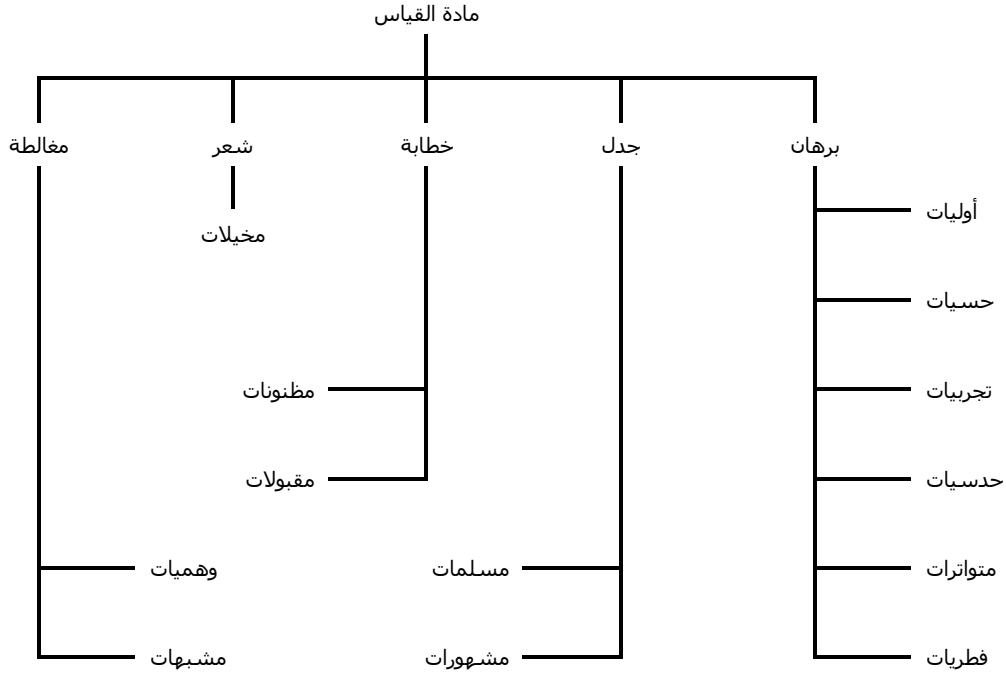 مادة القياس
برهان
جدل
خطابة
شعر
مغالطة
أوليات
حسيات
تجربيات
حدسيات
متواترات
فطريات
مسلمات
مشهورات
مظنونات
مقبولات
مخيلات
وهميات
مشبهات